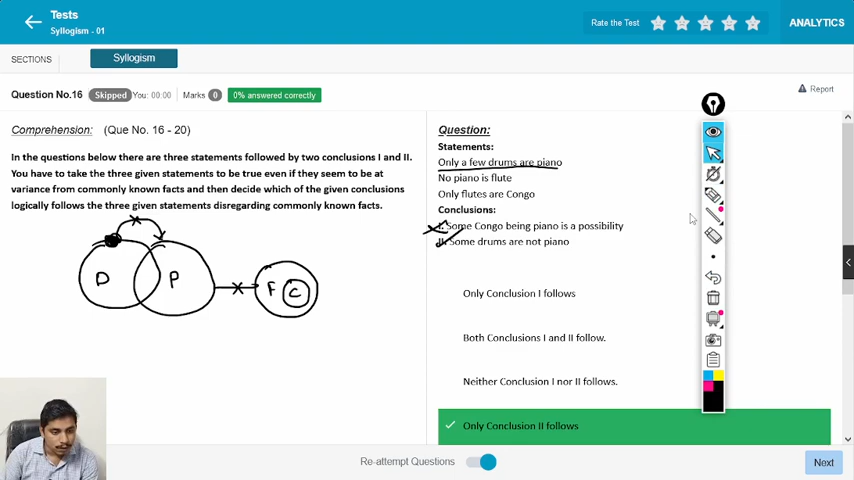 Tests
Syllogism - 01
Rate the Test
ANALYTICS
SECTIONS
Syllogism
Question No.16
Skipped
You: 00:00
Marks
0
0% answered correctly
Report
Comprehension:
(Que No. 16 - 20)
In the questions below there are three statements followed by two conclusions I and II.
You have to take the three given statements to be true even if they seem to be at
variance from commonly known facts and then decide which of the given conclusions
logically follows the three given statements disregarding commonly known facts.
D
P
F
C
Question:
Statements:
Only a few drums are piano
No piano is flute
Only flutes are Congo
Conclusions:
I. Some Congo being piano is a possibility
II. Some drums are not piano
Only Conclusion I follows
Both Conclusions I and II follow.
Neither Conclusion I nor II follows.
Only Conclusion II follows
Re-attempt Questions
Next